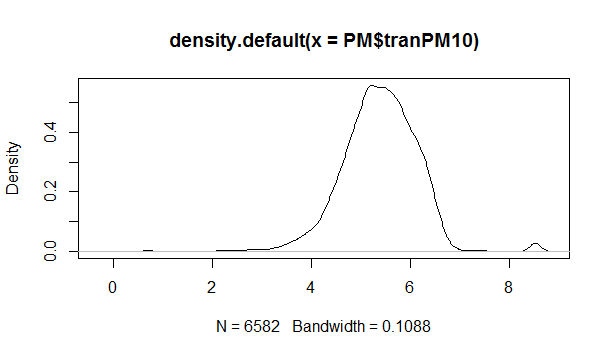 density.default(x = PM$tranPM10)
Density
0.0
0.2
0.4
0
2
4
6
8
N = 6582   Bandwidth = 0.1088